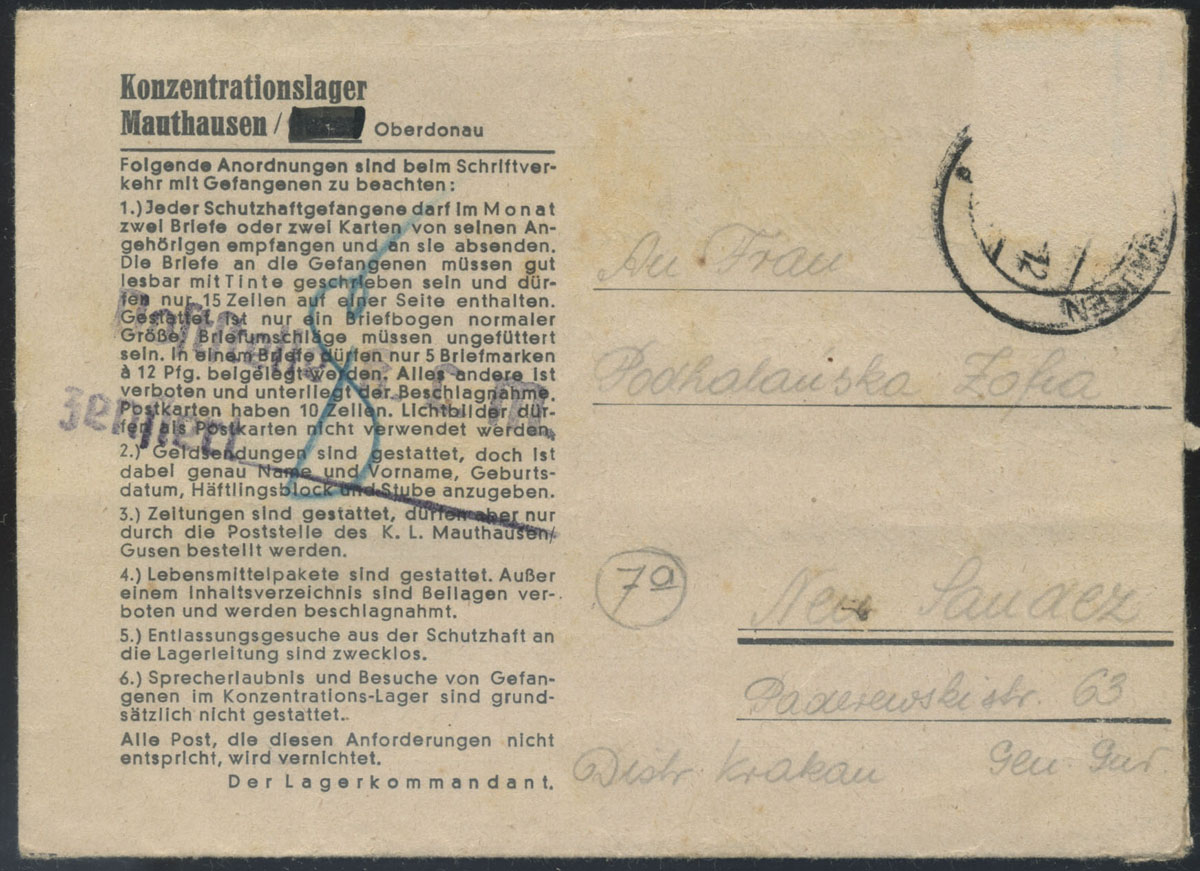 Konzentrationslager
Mauthausen / Oberdonau
Folgende Anordnungen sind beim Schriftver-
kehr mit Gefangenen zu beachten:
1.) Jeder Schutzhaftgefangene darf im Monat
zwei Briefe oder zwei Karten von seinen An-
gehörigen empfangen und an sie absenden.
Die Briefe an die Gefangenen müssen gut
lesbar mit Tinte geschrieben sein und dür-
fen nur 15 Zeilen auf einer Seite enthalten.
Gestattet ist nur ein Briefbogen normaler
Größe. Briefumschläge müssen ungefüttert
sein. In einem Briefe dürfen nur 5 Briefmarken
à 12 Pfg. beigelegt werden. Alles andere ist
verboten und unterliegt der Beschlagnahme.
Postkarten haben 10 Zeilen. Lichtbilder dür-
fen als Postkarten nicht verwendet werden.
2.) Geldsendungen sind gestattet, doch ist
dabei genau Name und Vorname, Geburts-
datum, Häftlingsblock und Stube anzugeben.
3.) Zeitungen sind gestattet, dürfen aber nur
durch die Poststelle des K. L. Mauthausen/
Gusen bestellt werden.
4.) Lebensmittelpakete sind gestattet. Außer
einem Inhaltsverzeichnis sind Beilagen ver-
boten und werden beschlagnahmt.
5.) Entlassungsgesuche aus der Schutzhaft an
die Lagerleitung sind zwecklos.
6.) Sprecherlaubnis und Besuche von Gefan-
genen im Konzentrations-Lager sind grund-
sätzlich nicht gestattet.
Alle Post, die diesen Anforderungen nicht
entspricht, wird vernichtet.
Der Lagerkommandant.
Poststelle K. L. M.
zensiert
12
An Frau
Podhalańska Zofia
7a
Neu Sandez
Paderewskistr. 63
Distr. Krakau Gen. Guv.